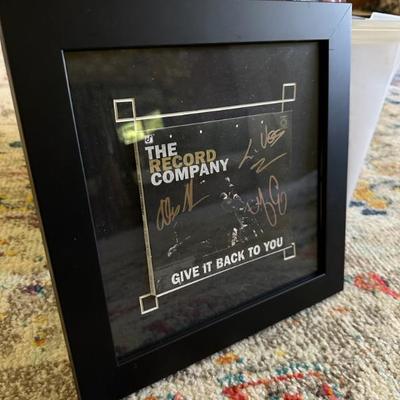 THE
RECORD
COMPANY
GIVE IT BACK TO YOU